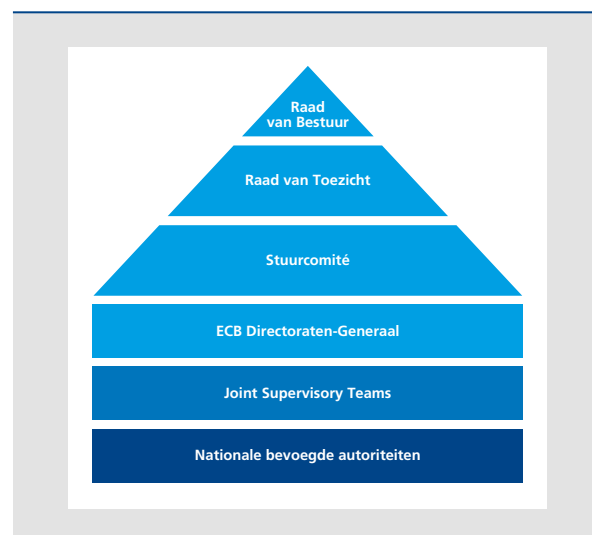 Raad
van Bestuur
Raad van Toezicht
Stuurcomité
ECB Directoraten-Generaal
Joint Supervisory Teams
Nationale bevoegde autoriteiten